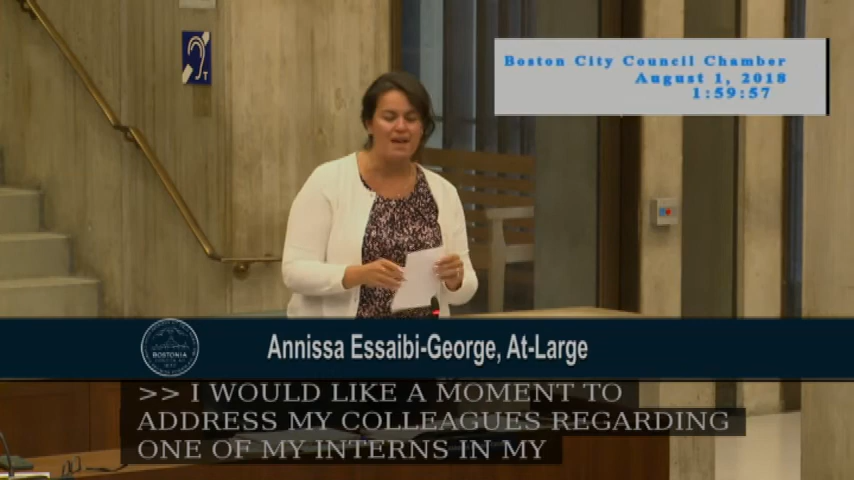 Boston City Council Chamber
August 1, 2018
1:59:57
T
BOSTONIA
Annissa Essaibi-George, At-Large
>> I WOULD LIKE A MOMENT TO
ADDRESS MY COLLEAGUES REGARDING
ONE OF MY INTERNS IN MY